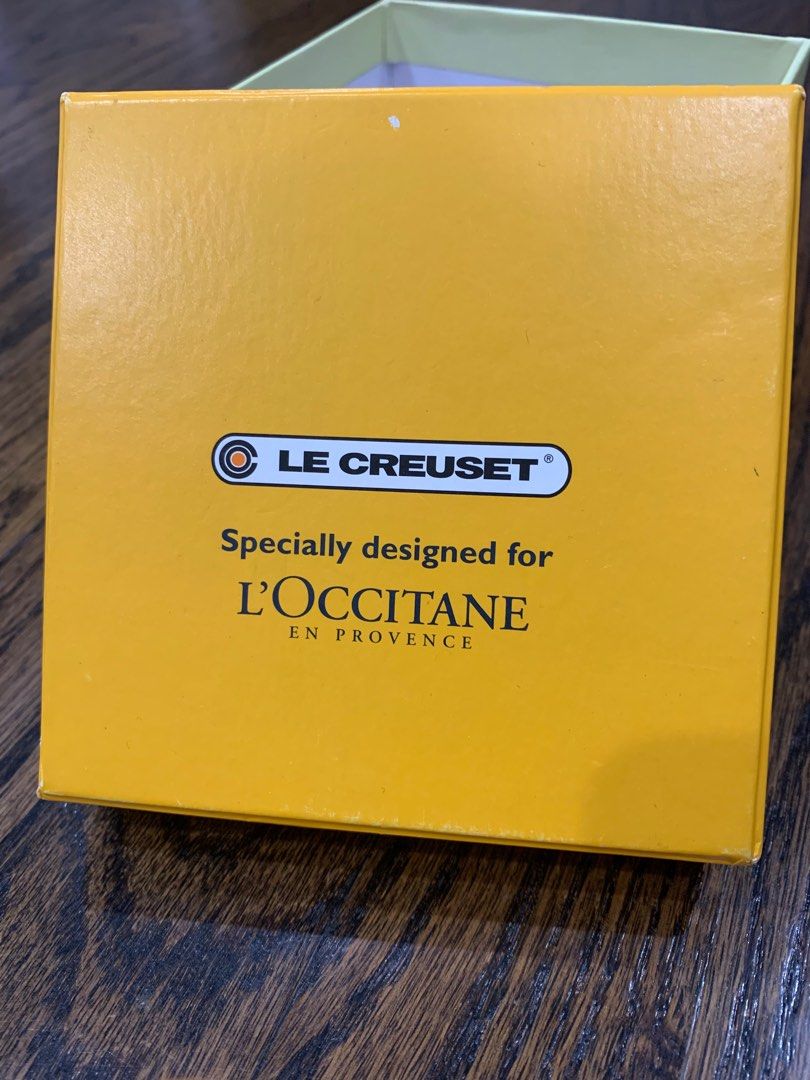 LE CREUSET®
Specially designed for
L'OCCITANE
EN PROVENCE